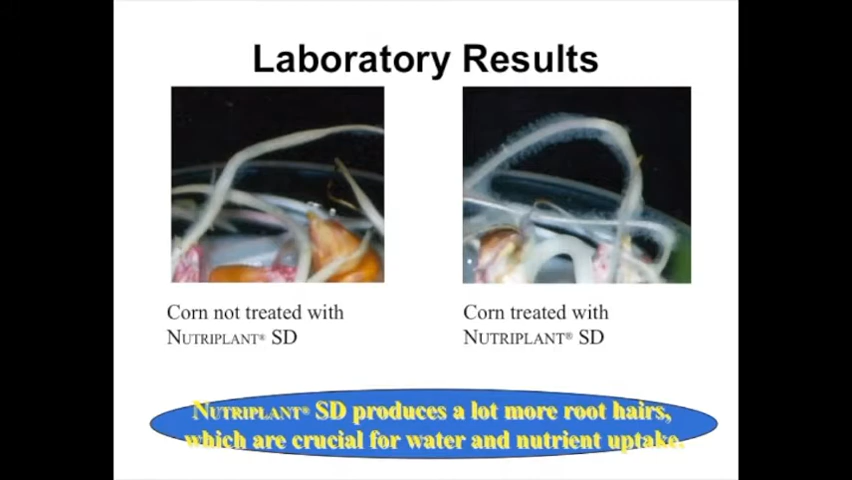 Laboratory Results
Corn not treated with
NUTRIPLANT® SD
Corn treated with
NUTRIPLANT® SD
NUTRIPLANT® SD produces a lot more root hairs,
which are crucial for water and nutrient uptake.